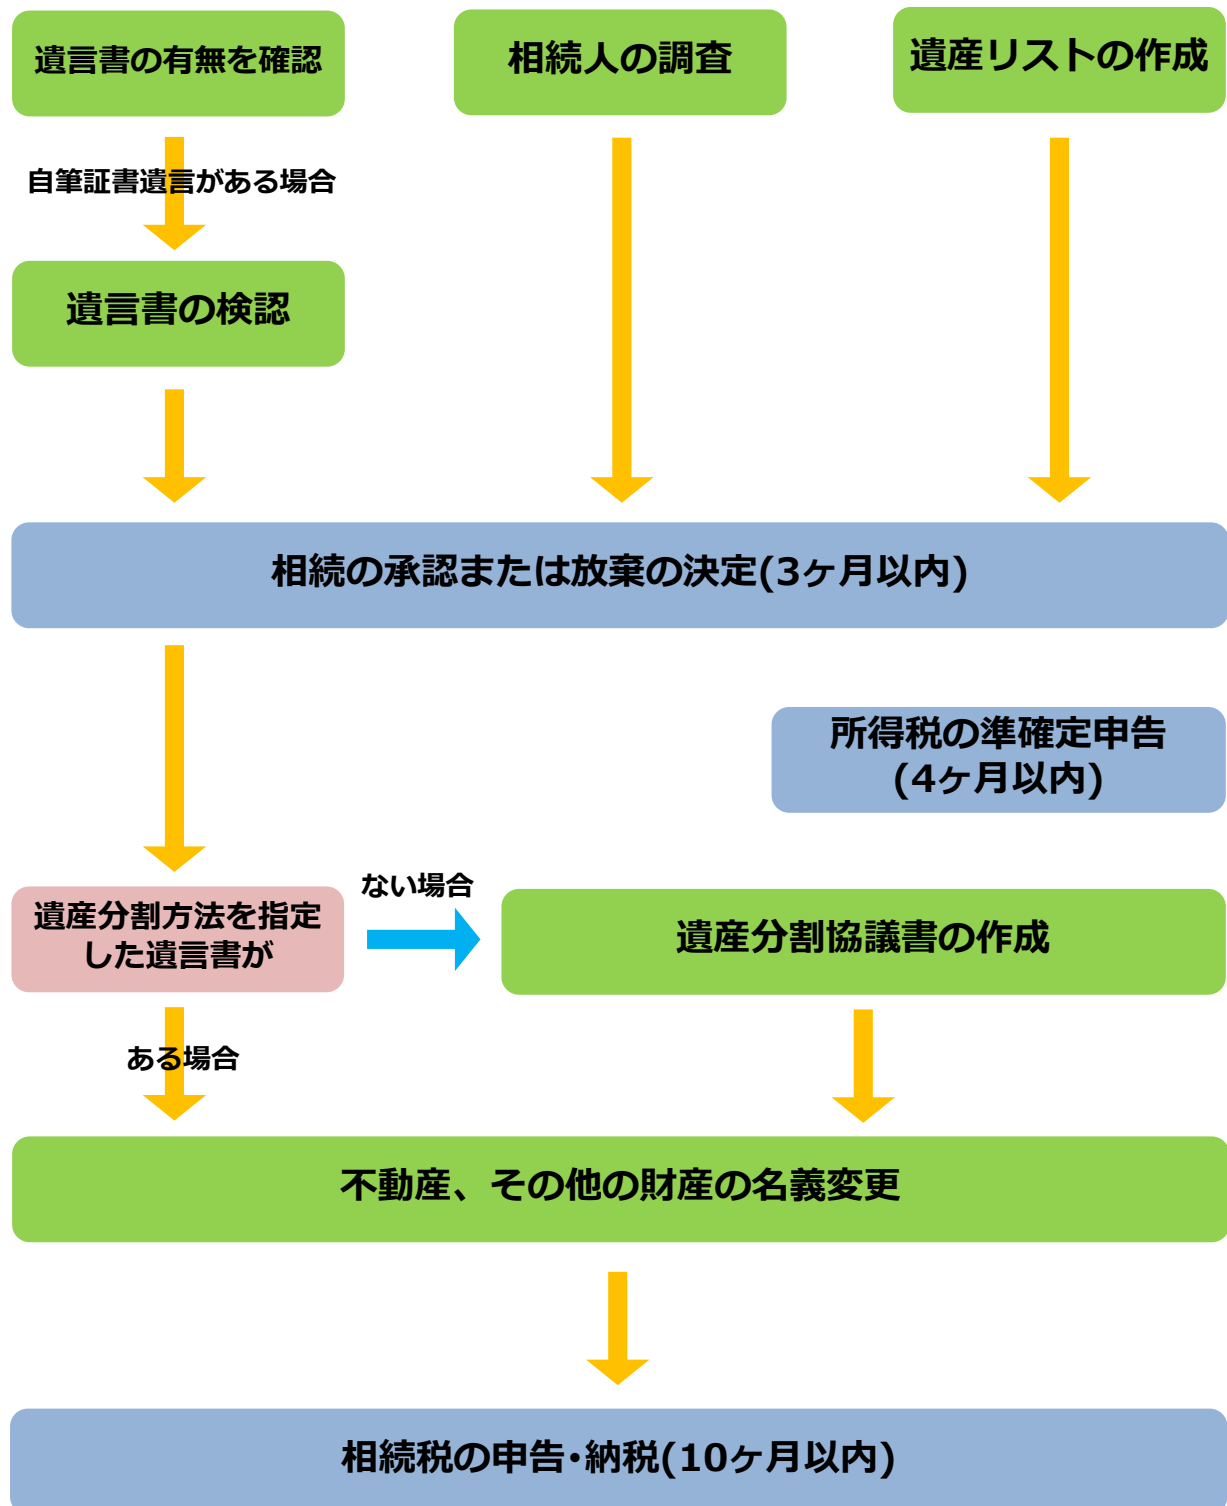 遺言書の有無を確認
相続人の調査
遺産リストの作成
自筆証書遺言がある場合
遺言書の検認
相続の承認または放棄の決定(3ヶ月以内)
所得税の準確定申告
(4ヶ月以内)
遺産分割方法を指定
した遺言書が
ない場合
遺産分割協議書の作成
ある場合
不動産、その他の財産の名義変更
相続税の申告・納税(10ヶ月以内)